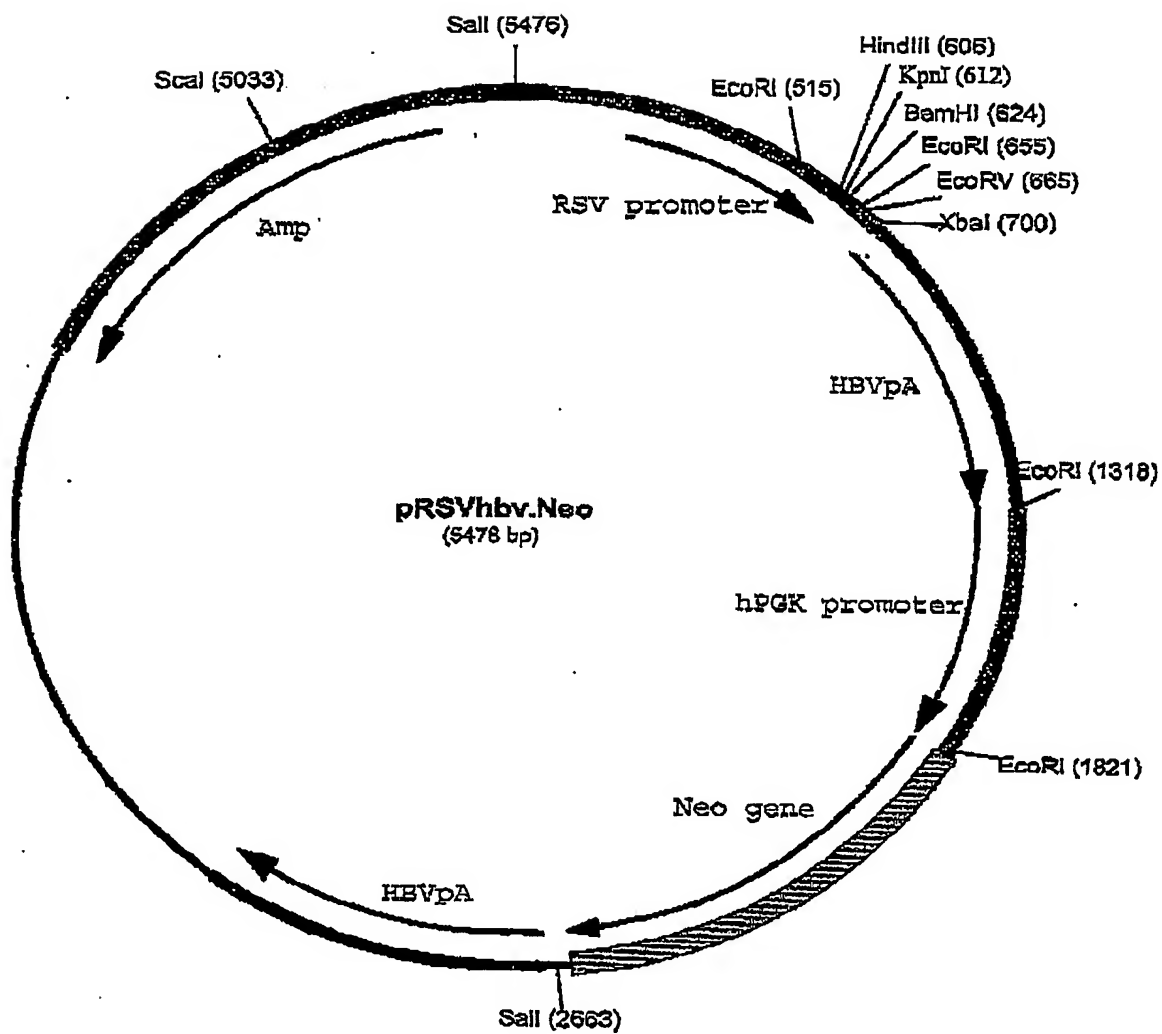 SalI (5476)
HindIII (606)
ScaI (5033)
EcoRI (515)
KpnI (612)
BamHI (624)
EcoRI (655)
EcoRV (665)
XbaI (700)
RSV promoter
Amp
HBVpA
EcoRI (1318)
pRSVhbv.Neo
(5478 bp)
hPGK promoter
EcoRI (1821)
Neo gene
HBVpA
SalI (2663)